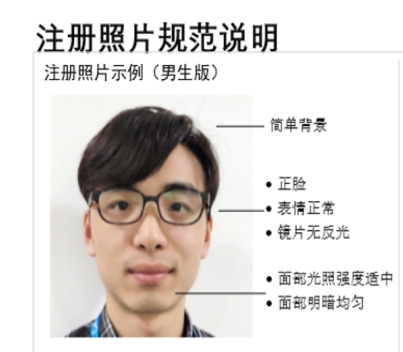 注册照片规范说明
注册照片示例（男生版）
简单背景
• 正脸
• 表情正常
• 镜片无反光
• 面部光照强度适中
• 面部明暗均匀